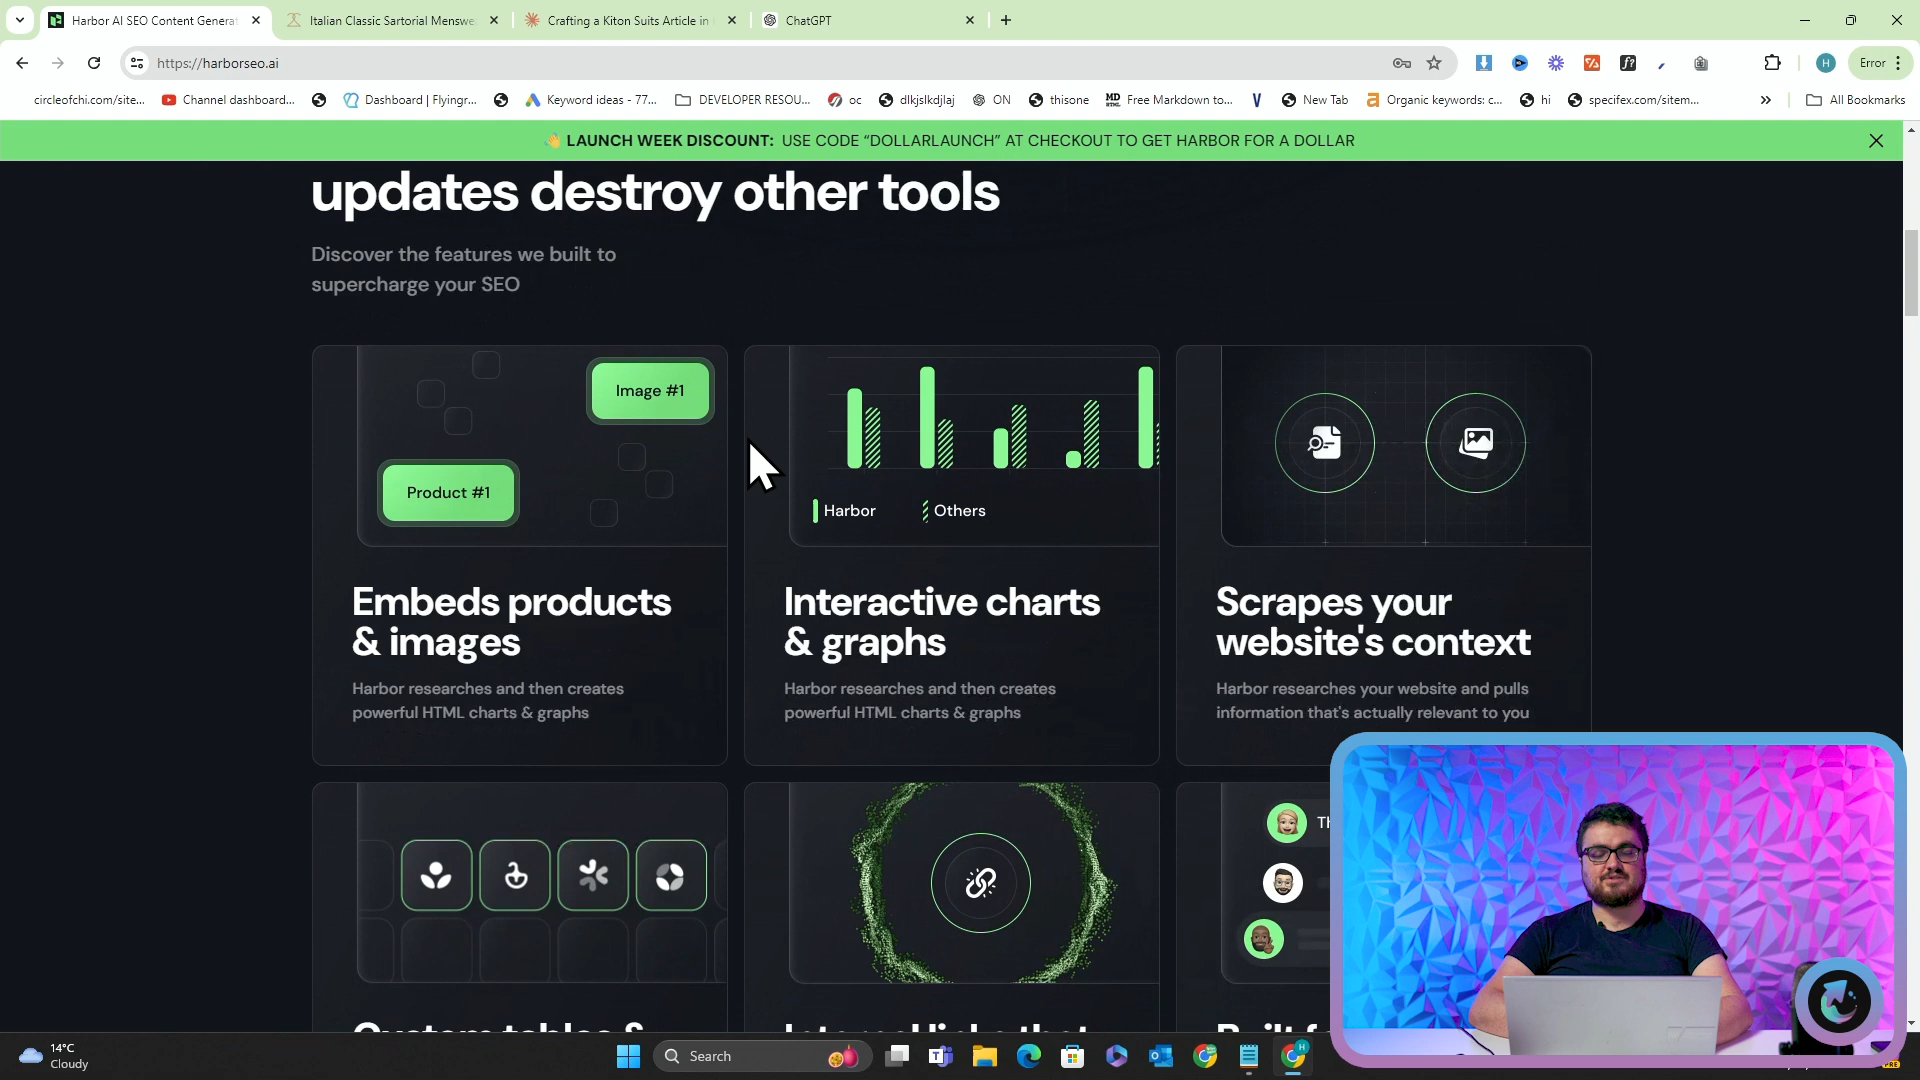 Harbor AI SEO Content Generat
Italian Classic Sartorial Menswe
Crafting a Kiton Suits Article in
ChatGPT
https://harborseo.ai
Error
circleofchi.com/site...
Channel dashboard...
Dashboard | Flyingr...
Keyword ideas - 77...
DEVELOPER RESOU...
oc
dlkjslkdjlaj
ON
thisone
Free Markdown to...
New Tab
Organic keywords: c...
hi
specifex.com/sitem...
All Bookmarks
👋 LAUNCH WEEK DISCOUNT: USE CODE “DOLLARLAUNCH” AT CHECKOUT TO GET HARBOR FOR A DOLLAR
updates destroy other tools
Discover the features we built to
supercharge your SEO
Image #1
Product #1
Harbor
Others
Embeds products
& images
Harbor researches and then creates
powerful HTML charts & graphs
Interactive charts
& graphs
Harbor researches and then creates
powerful HTML charts & graphs
Scrapes your
website's context
Harbor researches your website and pulls
information that's actually relevant to you
14°C
Cloudy
Search